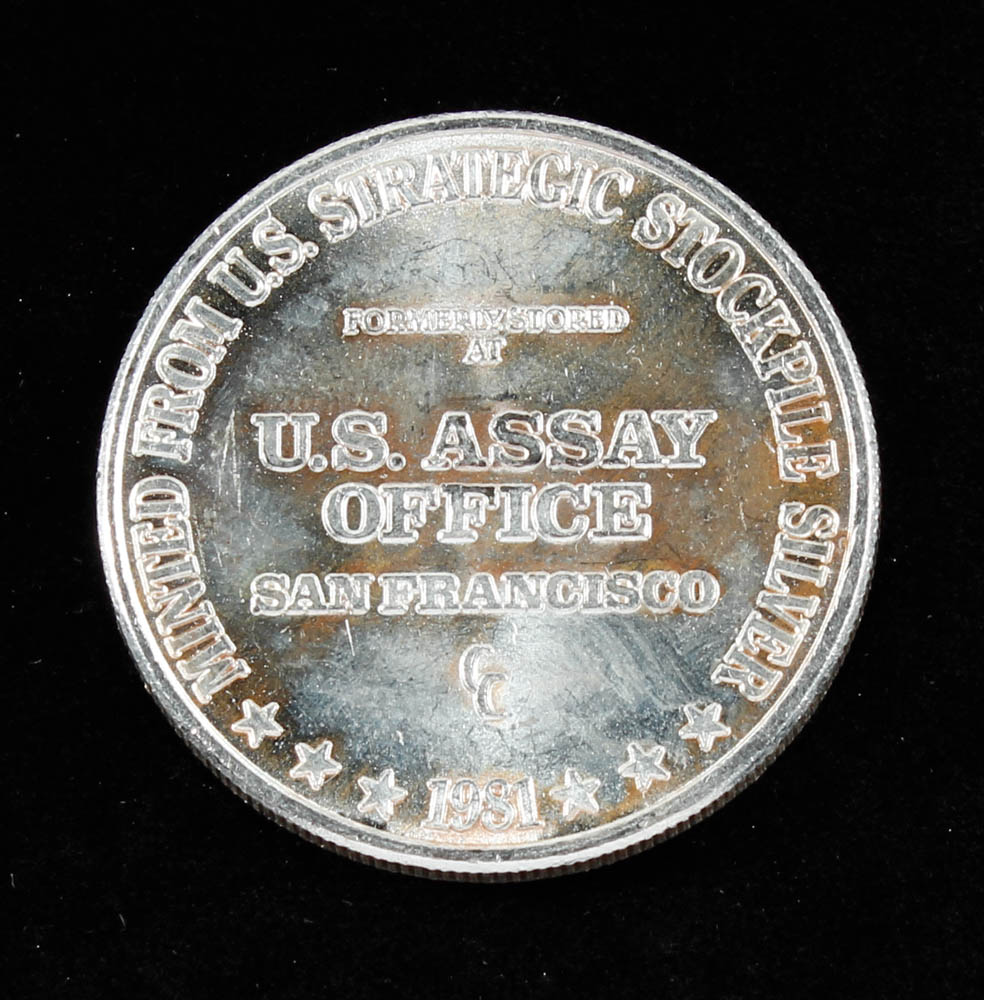 MINTED FROM U.S. STRATEGIC STOCKPILE SILVER
FORMERLY STORED
AT
U.S. ASSAY
OFFICE
SAN FRANCISCO
CC
1981